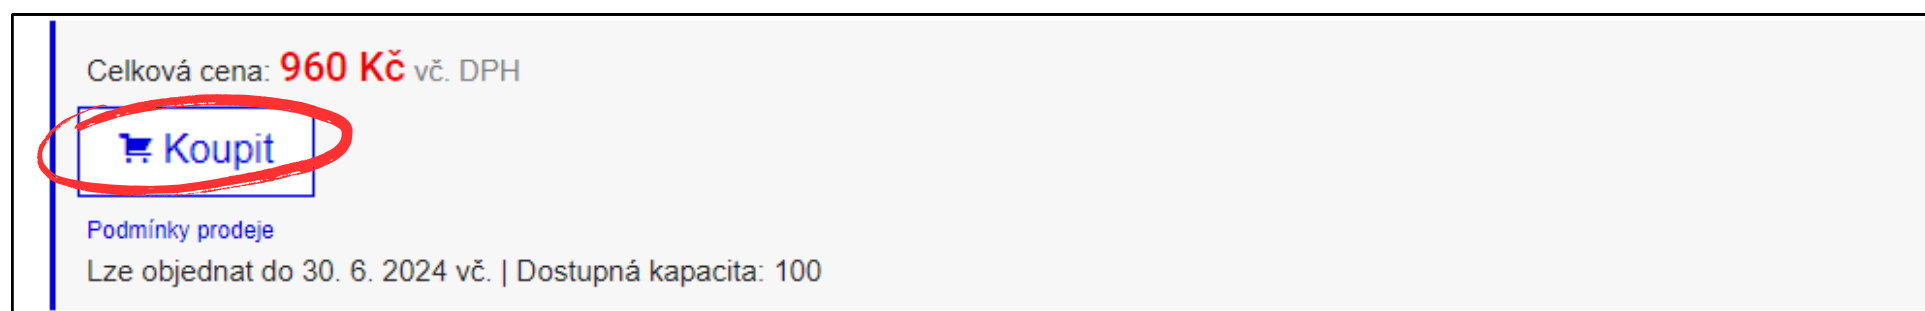 Celková cena: 960 Kč vč. DPH
Koupit
Podmínky prodeje
Lze objednat do 30. 6. 2024 vč. | Dostupná kapacita: 100